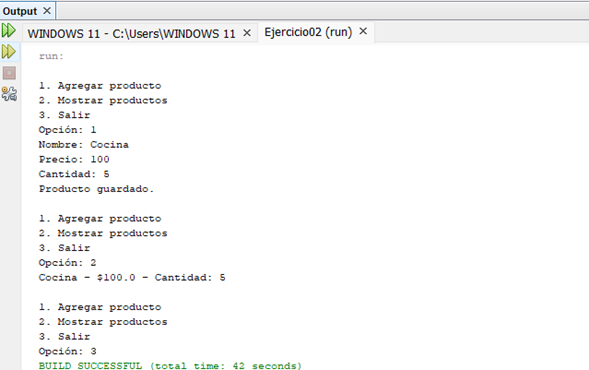 Output ×
WINDOWS 11 - C:\Users\WINDOWS 11 × Ejercicio02 (run) ×
run:
1. Agregar producto
2. Mostrar productos
3. Salir
Opción: 1
Nombre: Cocina
Precio: 100
Cantidad: 5
Producto guardado.
1. Agregar producto
2. Mostrar productos
3. Salir
Opción: 2
Cocina - $100.0 - Cantidad: 5
1. Agregar producto
2. Mostrar productos
3. Salir
Opción: 3
BUILD SUCCESSFUL (total time: 42 seconds)